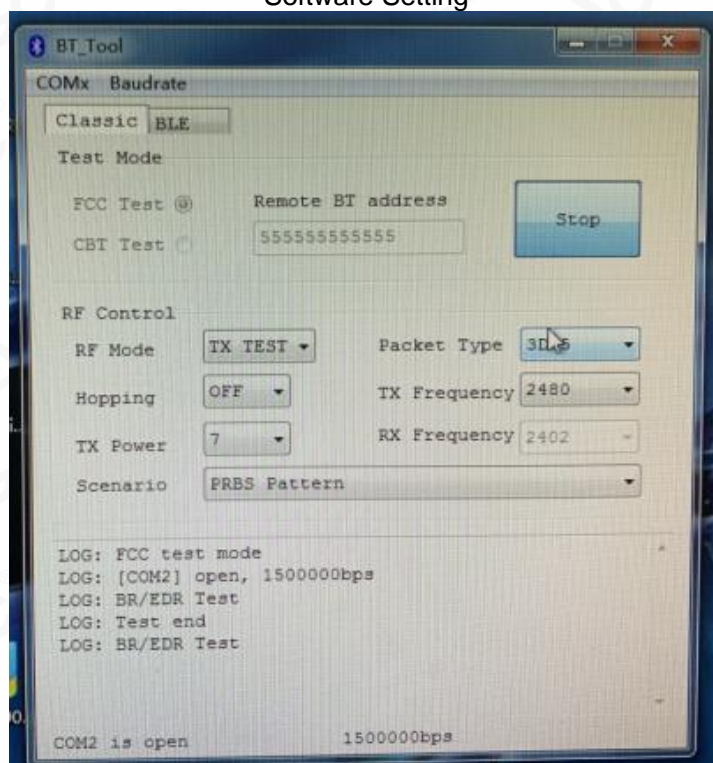 Software Setting
BT_Tool
COMx Baudrate
Classic BLE
Test Mode
FCC Test Remote BT address Stop
CBT Test 555555555555
RF Control
RF Mode TX TEST Packet Type
Hopping OFF TX Frequency 2480
TX Power 7 RX Frequency 2402
Scenario PRBS Pattern
LOG: FCC test mode
LOG: [COM2] open, 1500000bps
LOG: BR/EDR Test
LOG: Test end
LOG: BR/EDR Test
COM2 is open 1500000bps